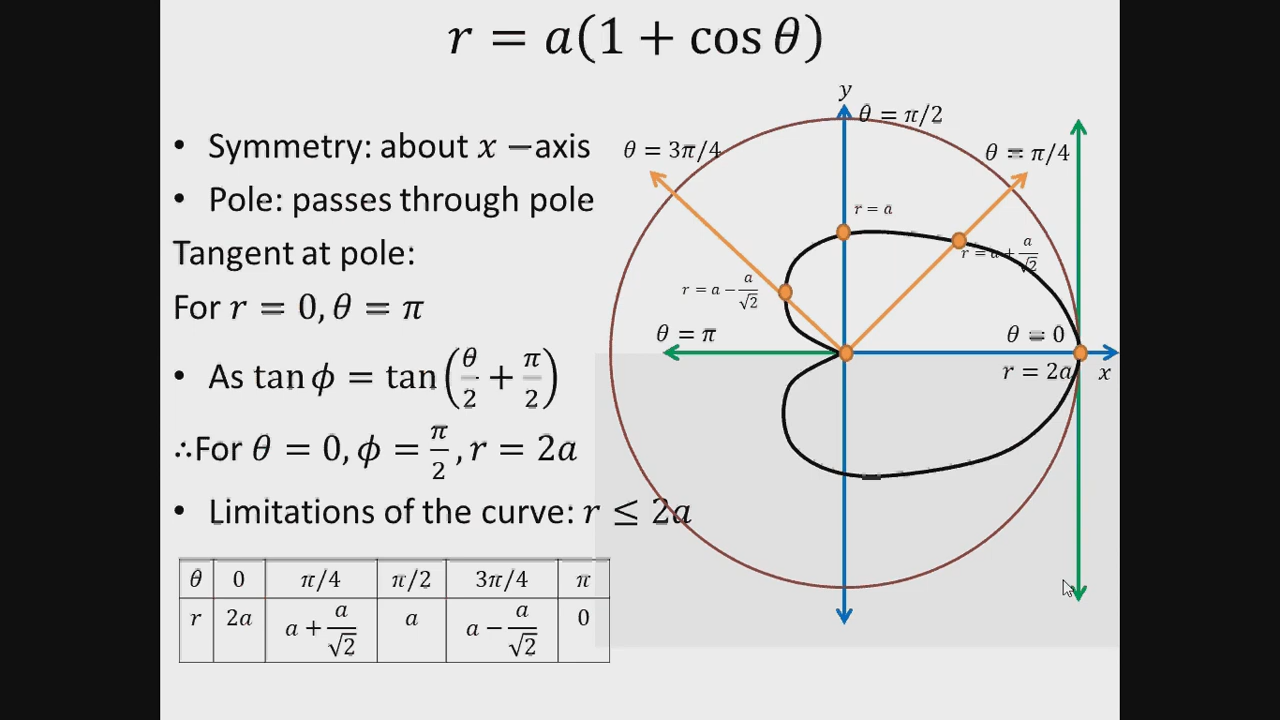 r = a(1 + cos θ)
• Symmetry: about x −axis
• Pole: passes through pole
Tangent at pole:
For r = 0, θ = π
• As tan ϕ = tan(θ/2 + π/2)
∴For θ = 0, ϕ = π/2, r = 2a
• Limitations of the curve: r ≤ 2a
θ 0 π/4 π/2 3π/4 π
r 2a a + a/√2 a a − a/√2 0
y
θ = π/2
θ = 3π/4
θ = π/4
r = a
r = a + a/√2
r = a − a/√2
θ = π
θ = 0
r = 2a
x